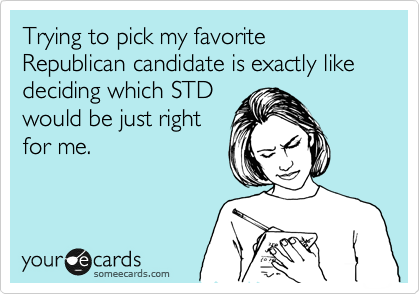 Trying to pick my favorite
Republican candidate is exactly like
deciding which STD
would be just right
for me.
your e cards
someecards.com